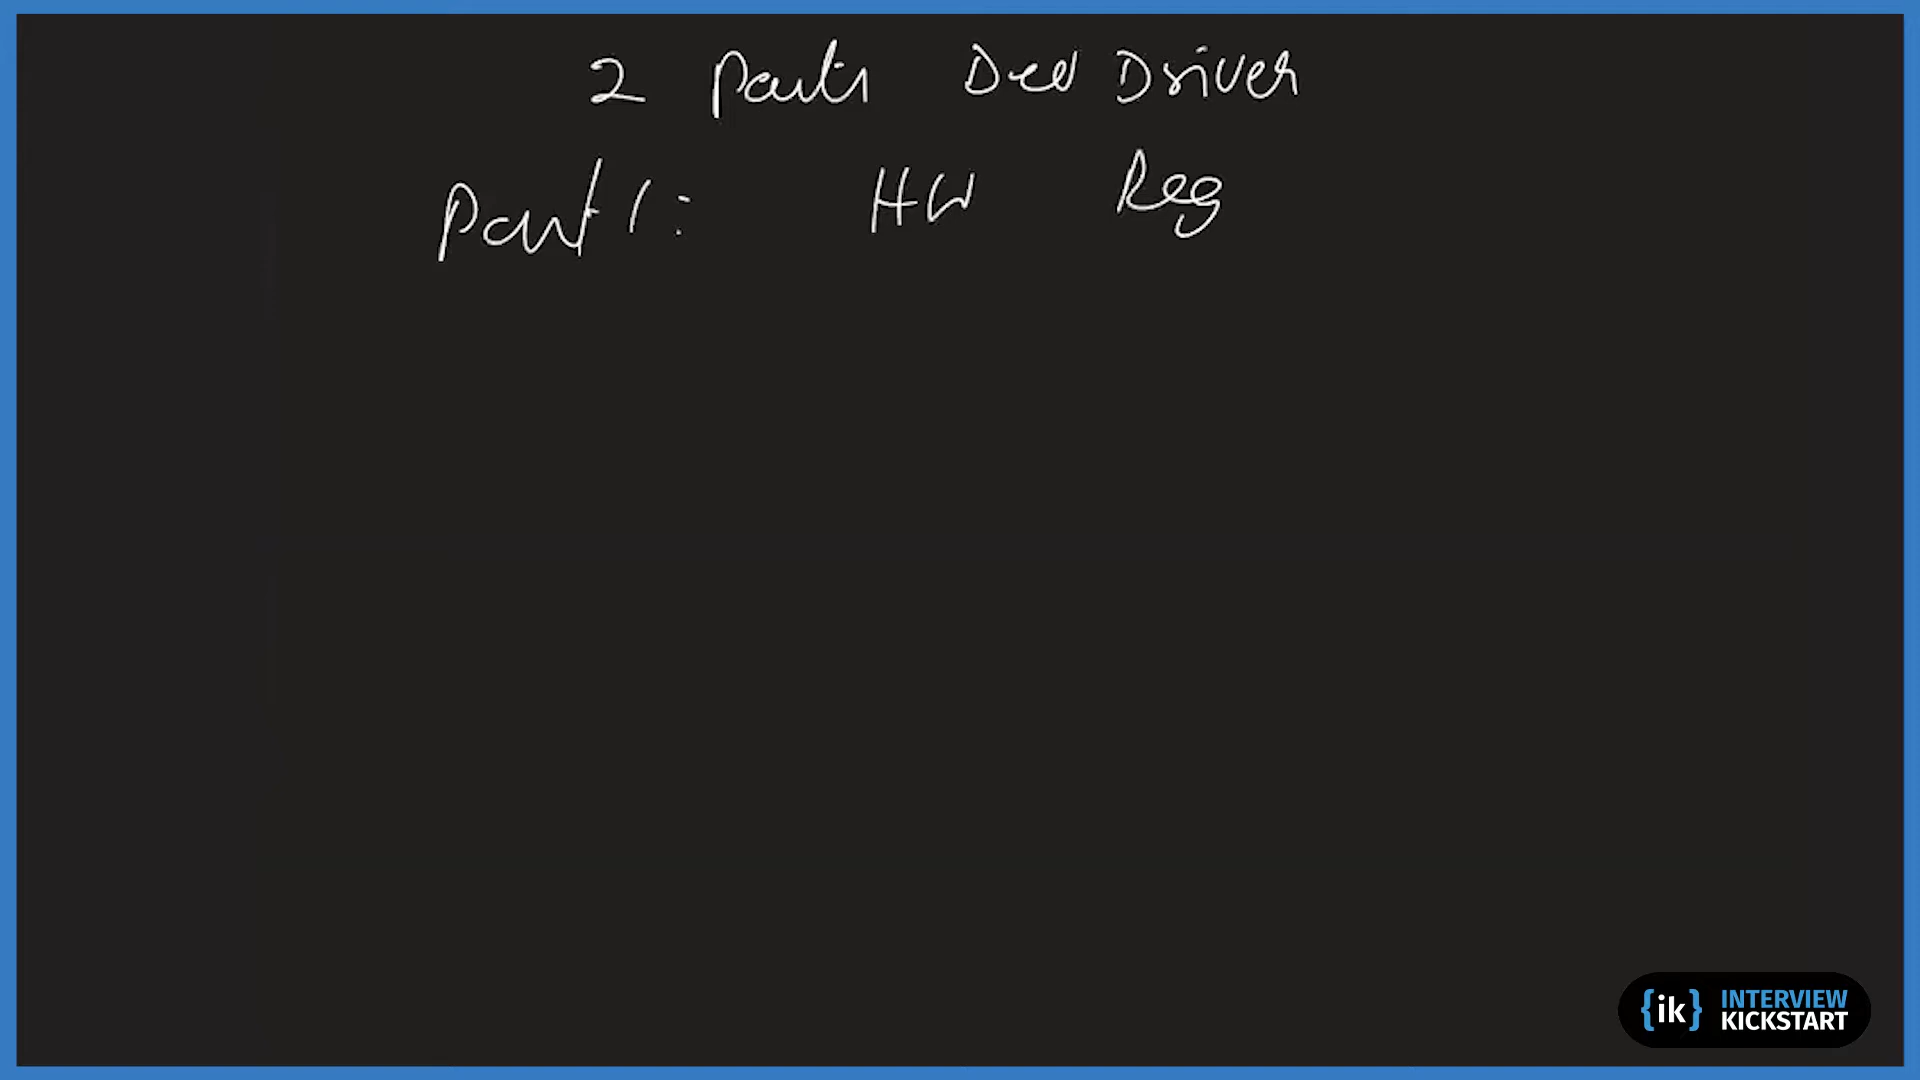 2 Parts Dev Driver
Part 1: HW Reg
{ik} INTERVIEW
KICKSTART